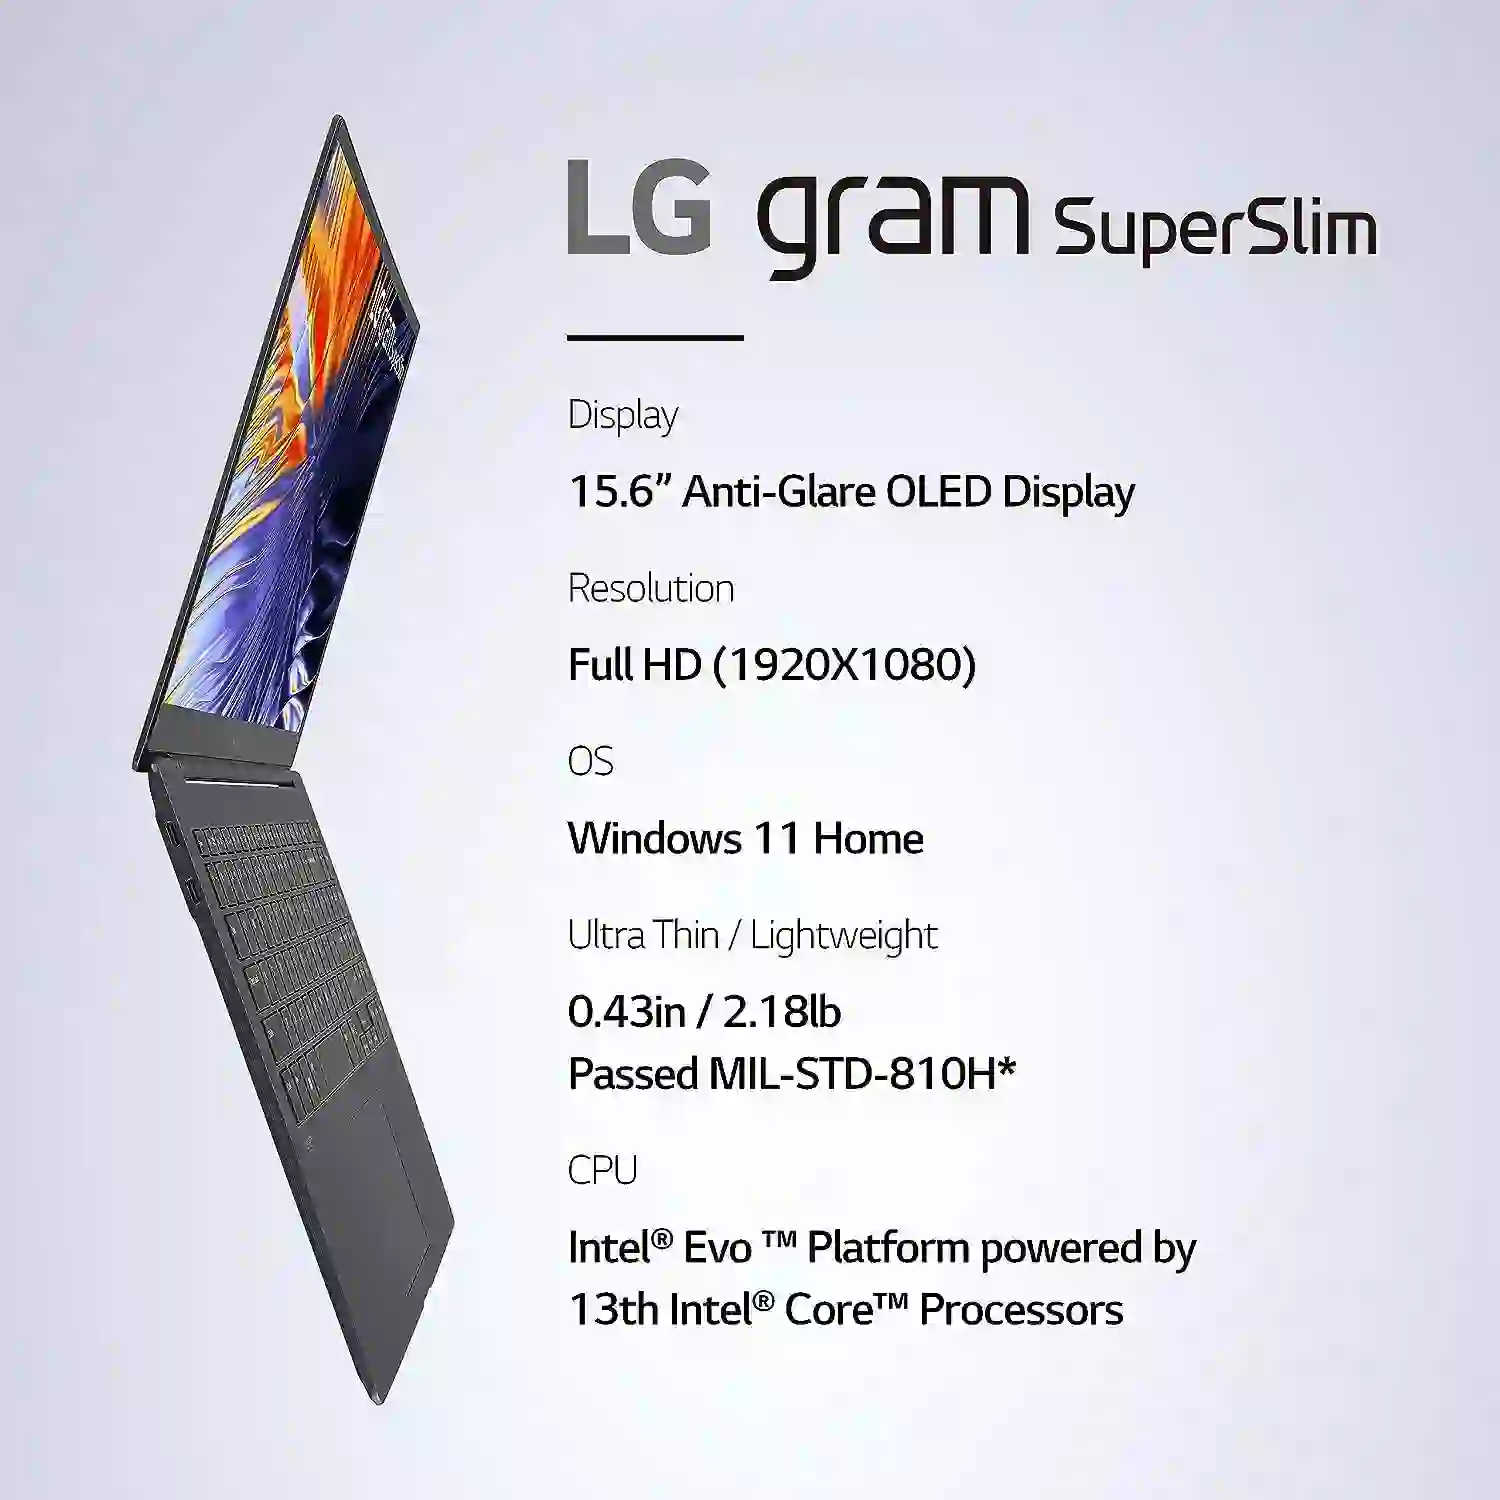 LG gram SuperSlim
Display
15.6” Anti-Glare OLED Display
Resolution
Full HD (1920X1080)
OS
Windows 11 Home
Ultra Thin / Lightweight
0.43in / 2.18lb
Passed MIL-STD-810H*
CPU
Intel® Evo ™ Platform powered by
13th Intel® Core™ Processors